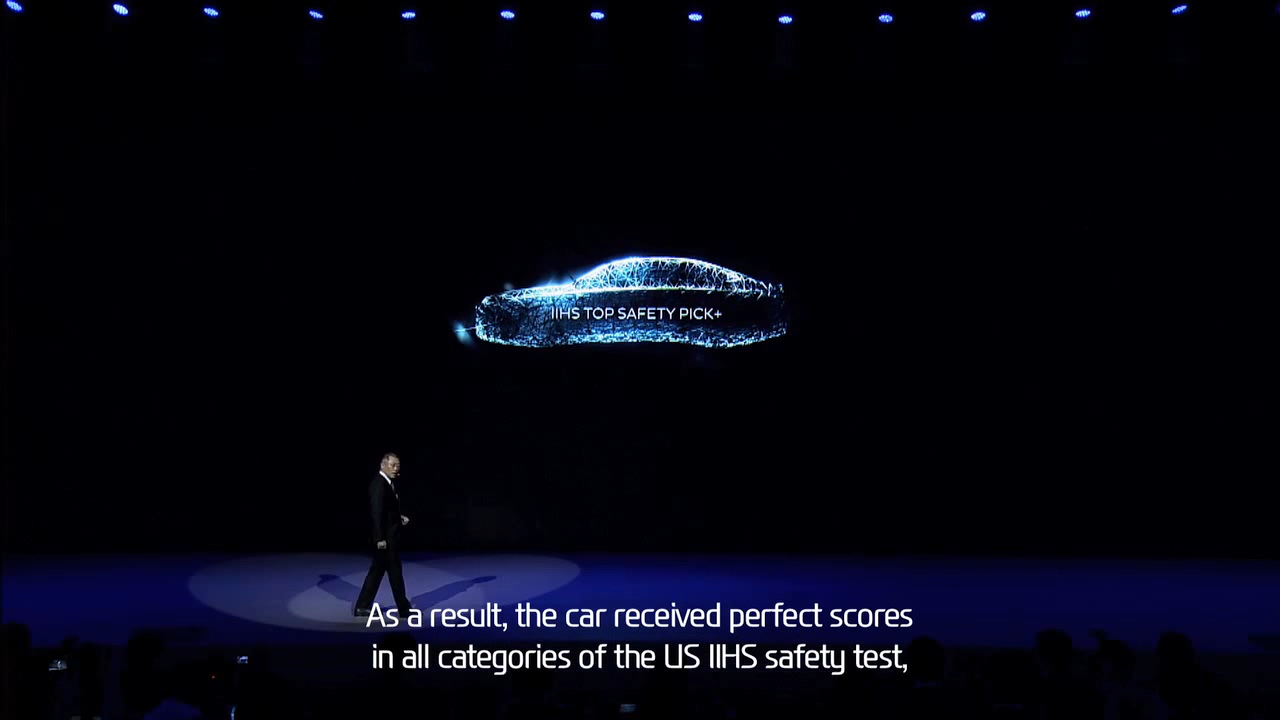 IIHS TOP SAFETY PICK+
As a result, the car received perfect scores
in all categories of the US IIHS safety test,